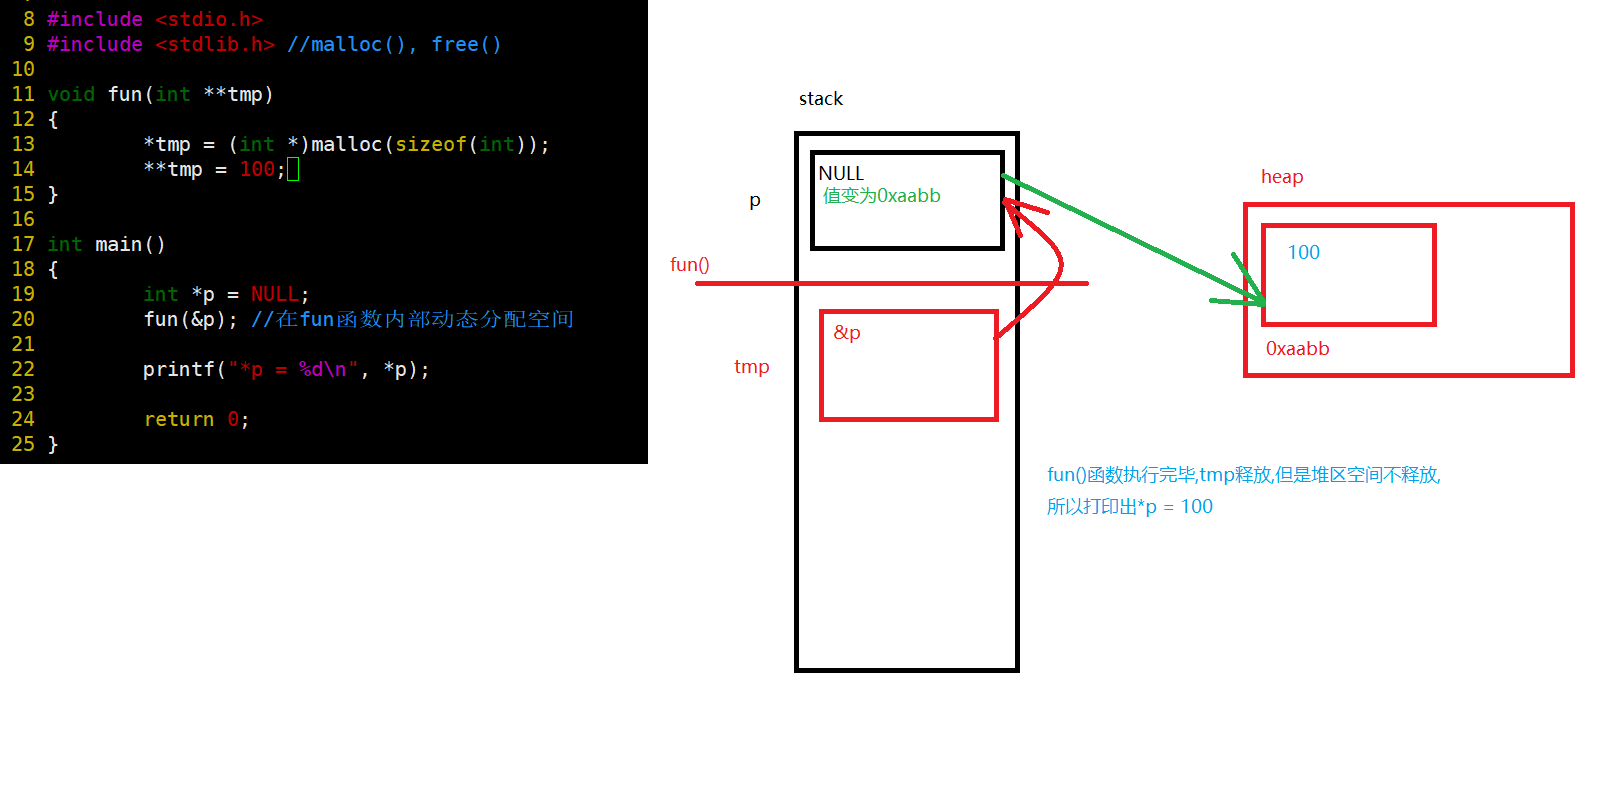 8 #include <stdio.h>
9 #include <stdlib.h> //malloc(), free()
10
11 void fun(int **tmp)
12 {
13         *tmp = (int *)malloc(sizeof(int));
14         **tmp = 100;
15 }
16
17 int main()
18 {
19         int *p = NULL;
20         fun(&p); //在fun函数内部动态分配空间
21
22         printf("*p = %d\n", *p);
23
24         return 0;
25 }
stack
NULL
值变为0xaabb
p
fun()
&p
tmp
heap
100
0xaabb
fun()函数执行完毕,tmp释放,但是堆区空间不释放,
所以打印出*p = 100